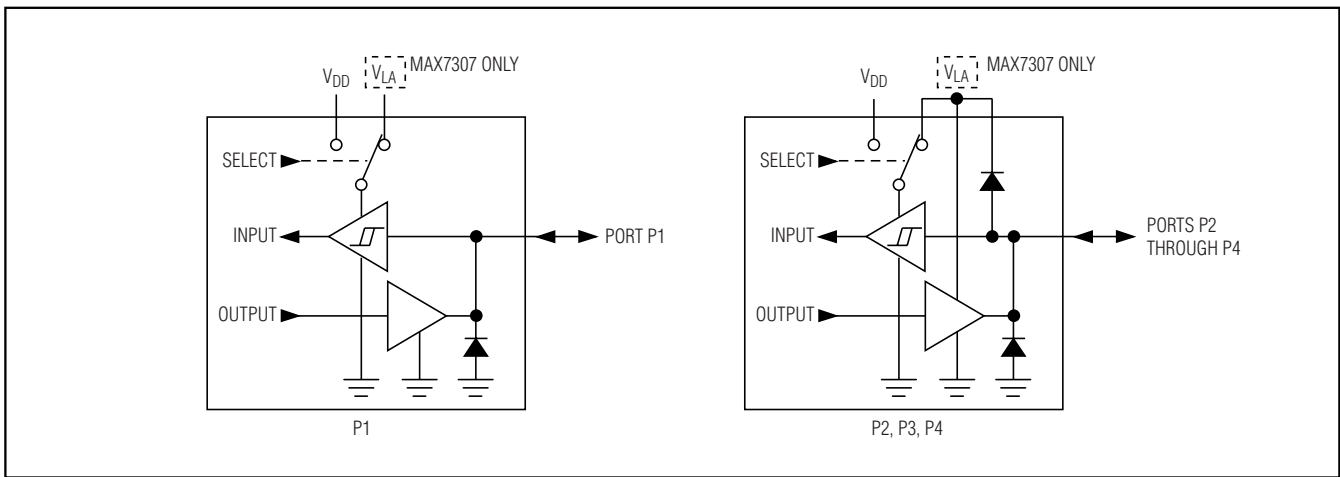 VDD
VLA
MAX7307 ONLY
SELECT
INPUT
OUTPUT
PORT P1
P1
VDD
VLA
MAX7307 ONLY
SELECT
INPUT
OUTPUT
PORTS P2
THROUGH P4
P2, P3, P4